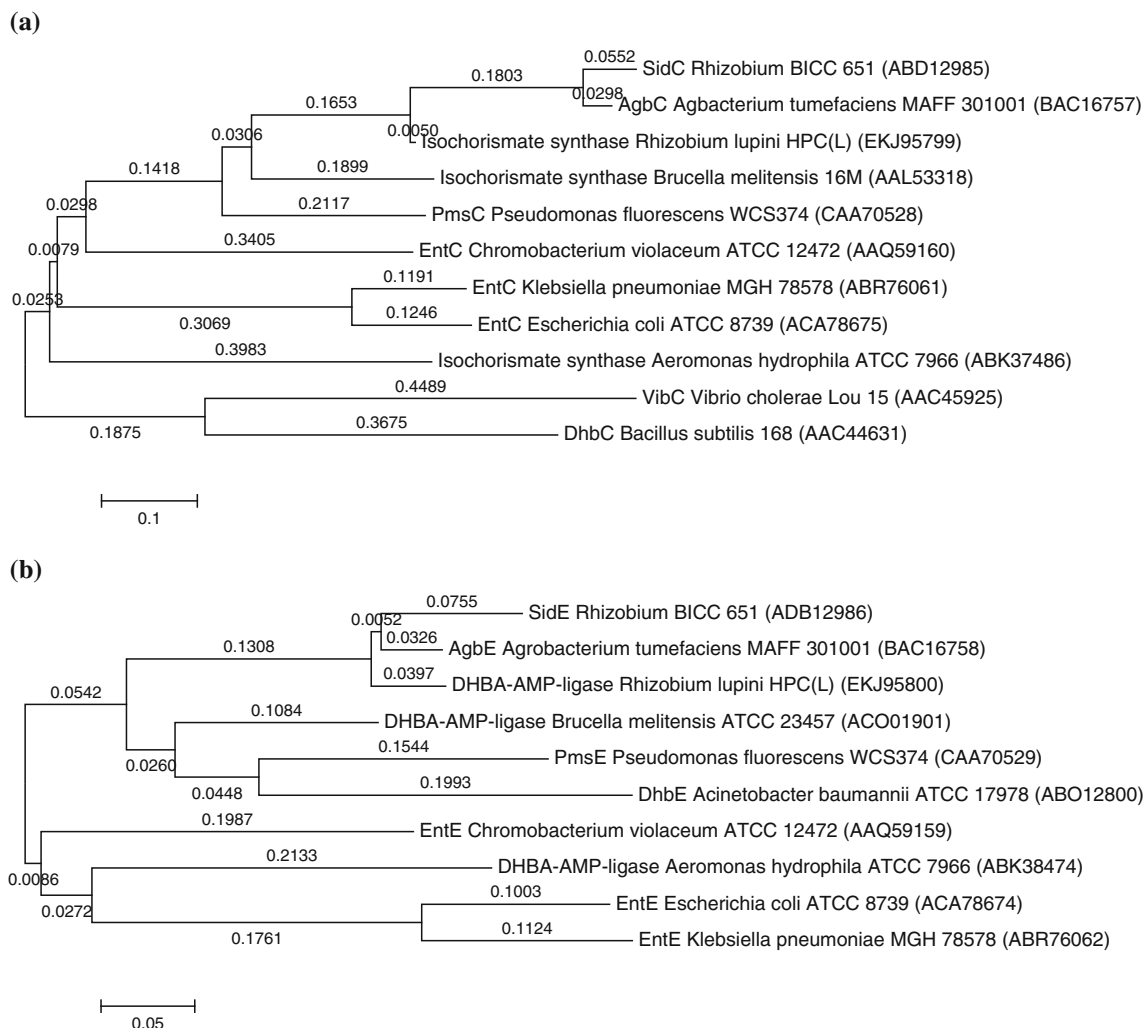 (a)
0.0552
SidC Rhizobium BICC 651 (ABD12985)
0.1803
0.0298
AgbC Agbacterium tumefaciens MAFF 301001 (BAC16757)
0.1653
0.0050
Isochorismate synthase Rhizobium lupini HPC(L) (EKJ95799)
0.0306
0.1899
Isochorismate synthase Brucella melitensis 16M (AAL53318)
0.1418
0.2117
PmsC Pseudomonas fluorescens WCS374 (CAA70528)
0.0298
0.3405
EntC Chromobacterium violaceum ATCC 12472 (AAQ59160)
0.0079
0.1191
EntC Klebsiella pneumoniae MGH 78578 (ABR76061)
0.0253
0.3069
0.1246
EntC Escherichia coli ATCC 8739 (ACA78675)
0.3983
Isochorismate synthase Aeromonas hydrophila ATCC 7966 (ABK37486)
0.4489
VibC Vibrio cholerae Lou 15 (AAC45925)
0.1875
0.3675
DhbC Bacillus subtilis 168 (AAC44631)
0.1
(b)
0.0755
SidE Rhizobium BICC 651 (ADB12986)
0.0052
0.0326
AgbE Agrobacterium tumefaciens MAFF 301001 (BAC16758)
0.1308
0.0397
DHBA-AMP-ligase Rhizobium lupini HPC(L) (EKJ95800)
0.0542
0.1084
DHBA-AMP-ligase Brucella melitensis ATCC 23457 (ACO01901)
0.0260
0.1544
PmsE Pseudomonas fluorescens WCS374 (CAA70529)
0.0448
0.1993
DhbE Acinetobacter baumannii ATCC 17978 (ABO12800)
0.1987
EntE Chromobacterium violaceum ATCC 12472 (AAQ59159)
0.0086
0.2133
DHBA-AMP-ligase Aeromonas hydrophila ATCC 7966 (ABK38474)
0.0272
0.1003
EntE Escherichia coli ATCC 8739 (ACA78674)
0.1761
0.1124
EntE Klebsiella pneumoniae MGH 78578 (ABR76062)
0.05